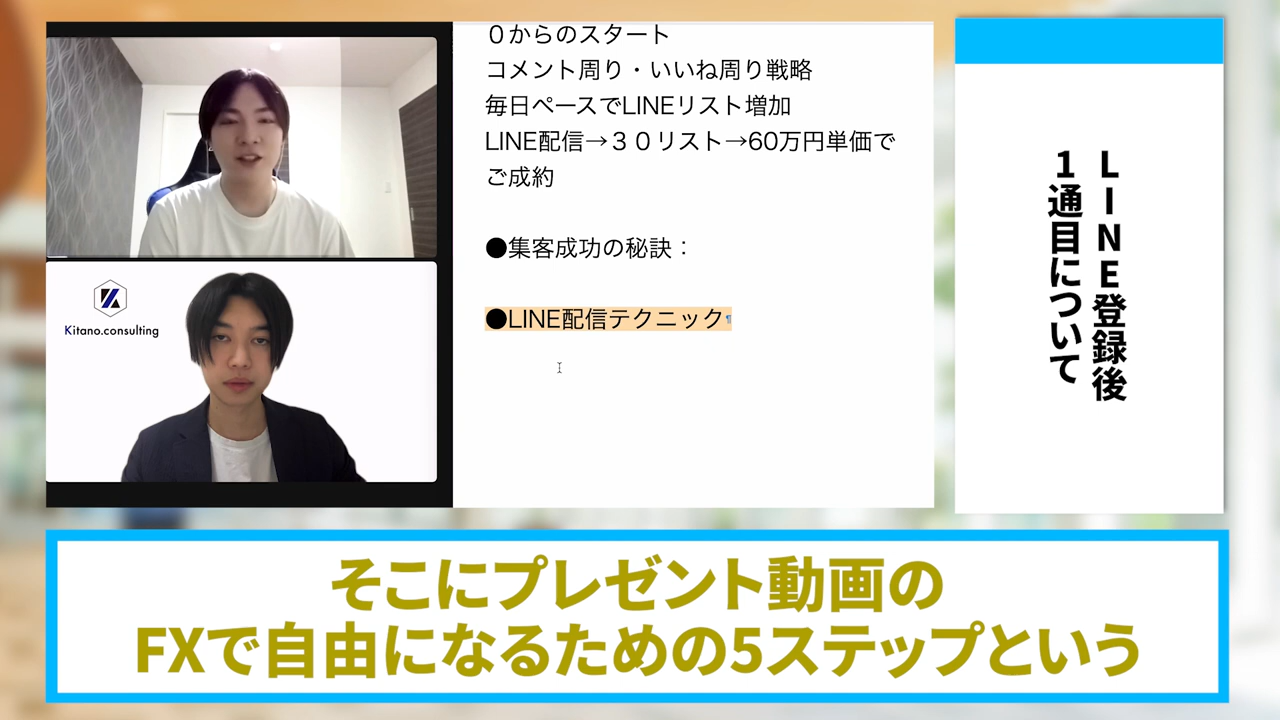 ０からのスタート
コメント周り・いいね周り戦略
毎日ペースでLINEリスト増加
LINE配信→３０リスト→60万円単価で
ご成約
●集客成功の秘訣：
●LINE配信テクニック
Kitano.consulting
LINE登録後
1通目について
そこにプレゼント動画の
FXで自由になるための5ステップという